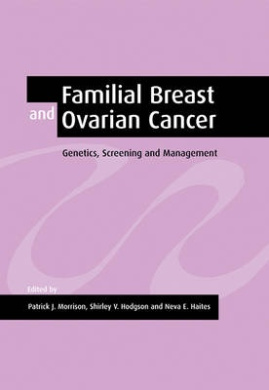 Familial Breast
and Ovarian Cancer
Genetics, Screening and Management
Edited by
Patrick J. Morrison, Shirley V. Hodgson and Neva E. Haites